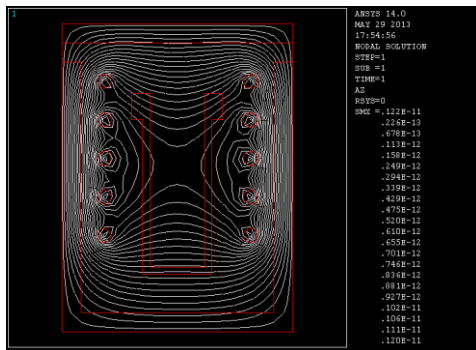 1
ANSYS 14.0
MAY 29 2013
17:54:56
NODAL SOLUTION
STEP=1
SUB =1
TIME=1
AZ
RSYS=0
SMX =.122E-11
.226E-13
.678E-13
.113E-12
.158E-12
.249E-12
.294E-12
.339E-12
.429E-12
.475E-12
.520E-12
.610E-12
.655E-12
.701E-12
.746E-12
.836E-12
.881E-12
.927E-12
.102E-11
.106E-11
.111E-11
.120E-11